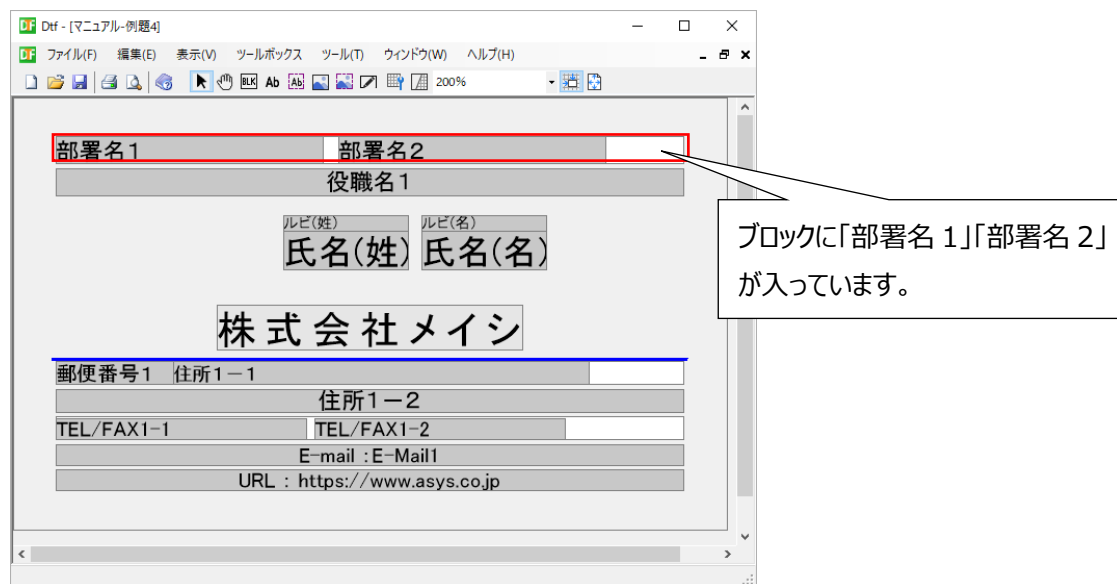 Dtf - [マニュアル-例題4]
ファイル(F) 編集(E) 表示(V) ツールボックス ツール(T) ウィンドウ(W) ヘルプ(H)
BLK Ab Ab 200%
部署名1 部署名2
役職名1
ルビ(姓) ルビ(名)
氏名(姓) 氏名(名)
ブロックに「部署名 1」「部署名 2」
が入っています。
株式会社メイシ
郵便番号1 住所1-1
住所1-2
TEL/FAX1-1 TEL/FAX1-2
E-mail :E-Mail1
URL : https://www.asys.co.jp